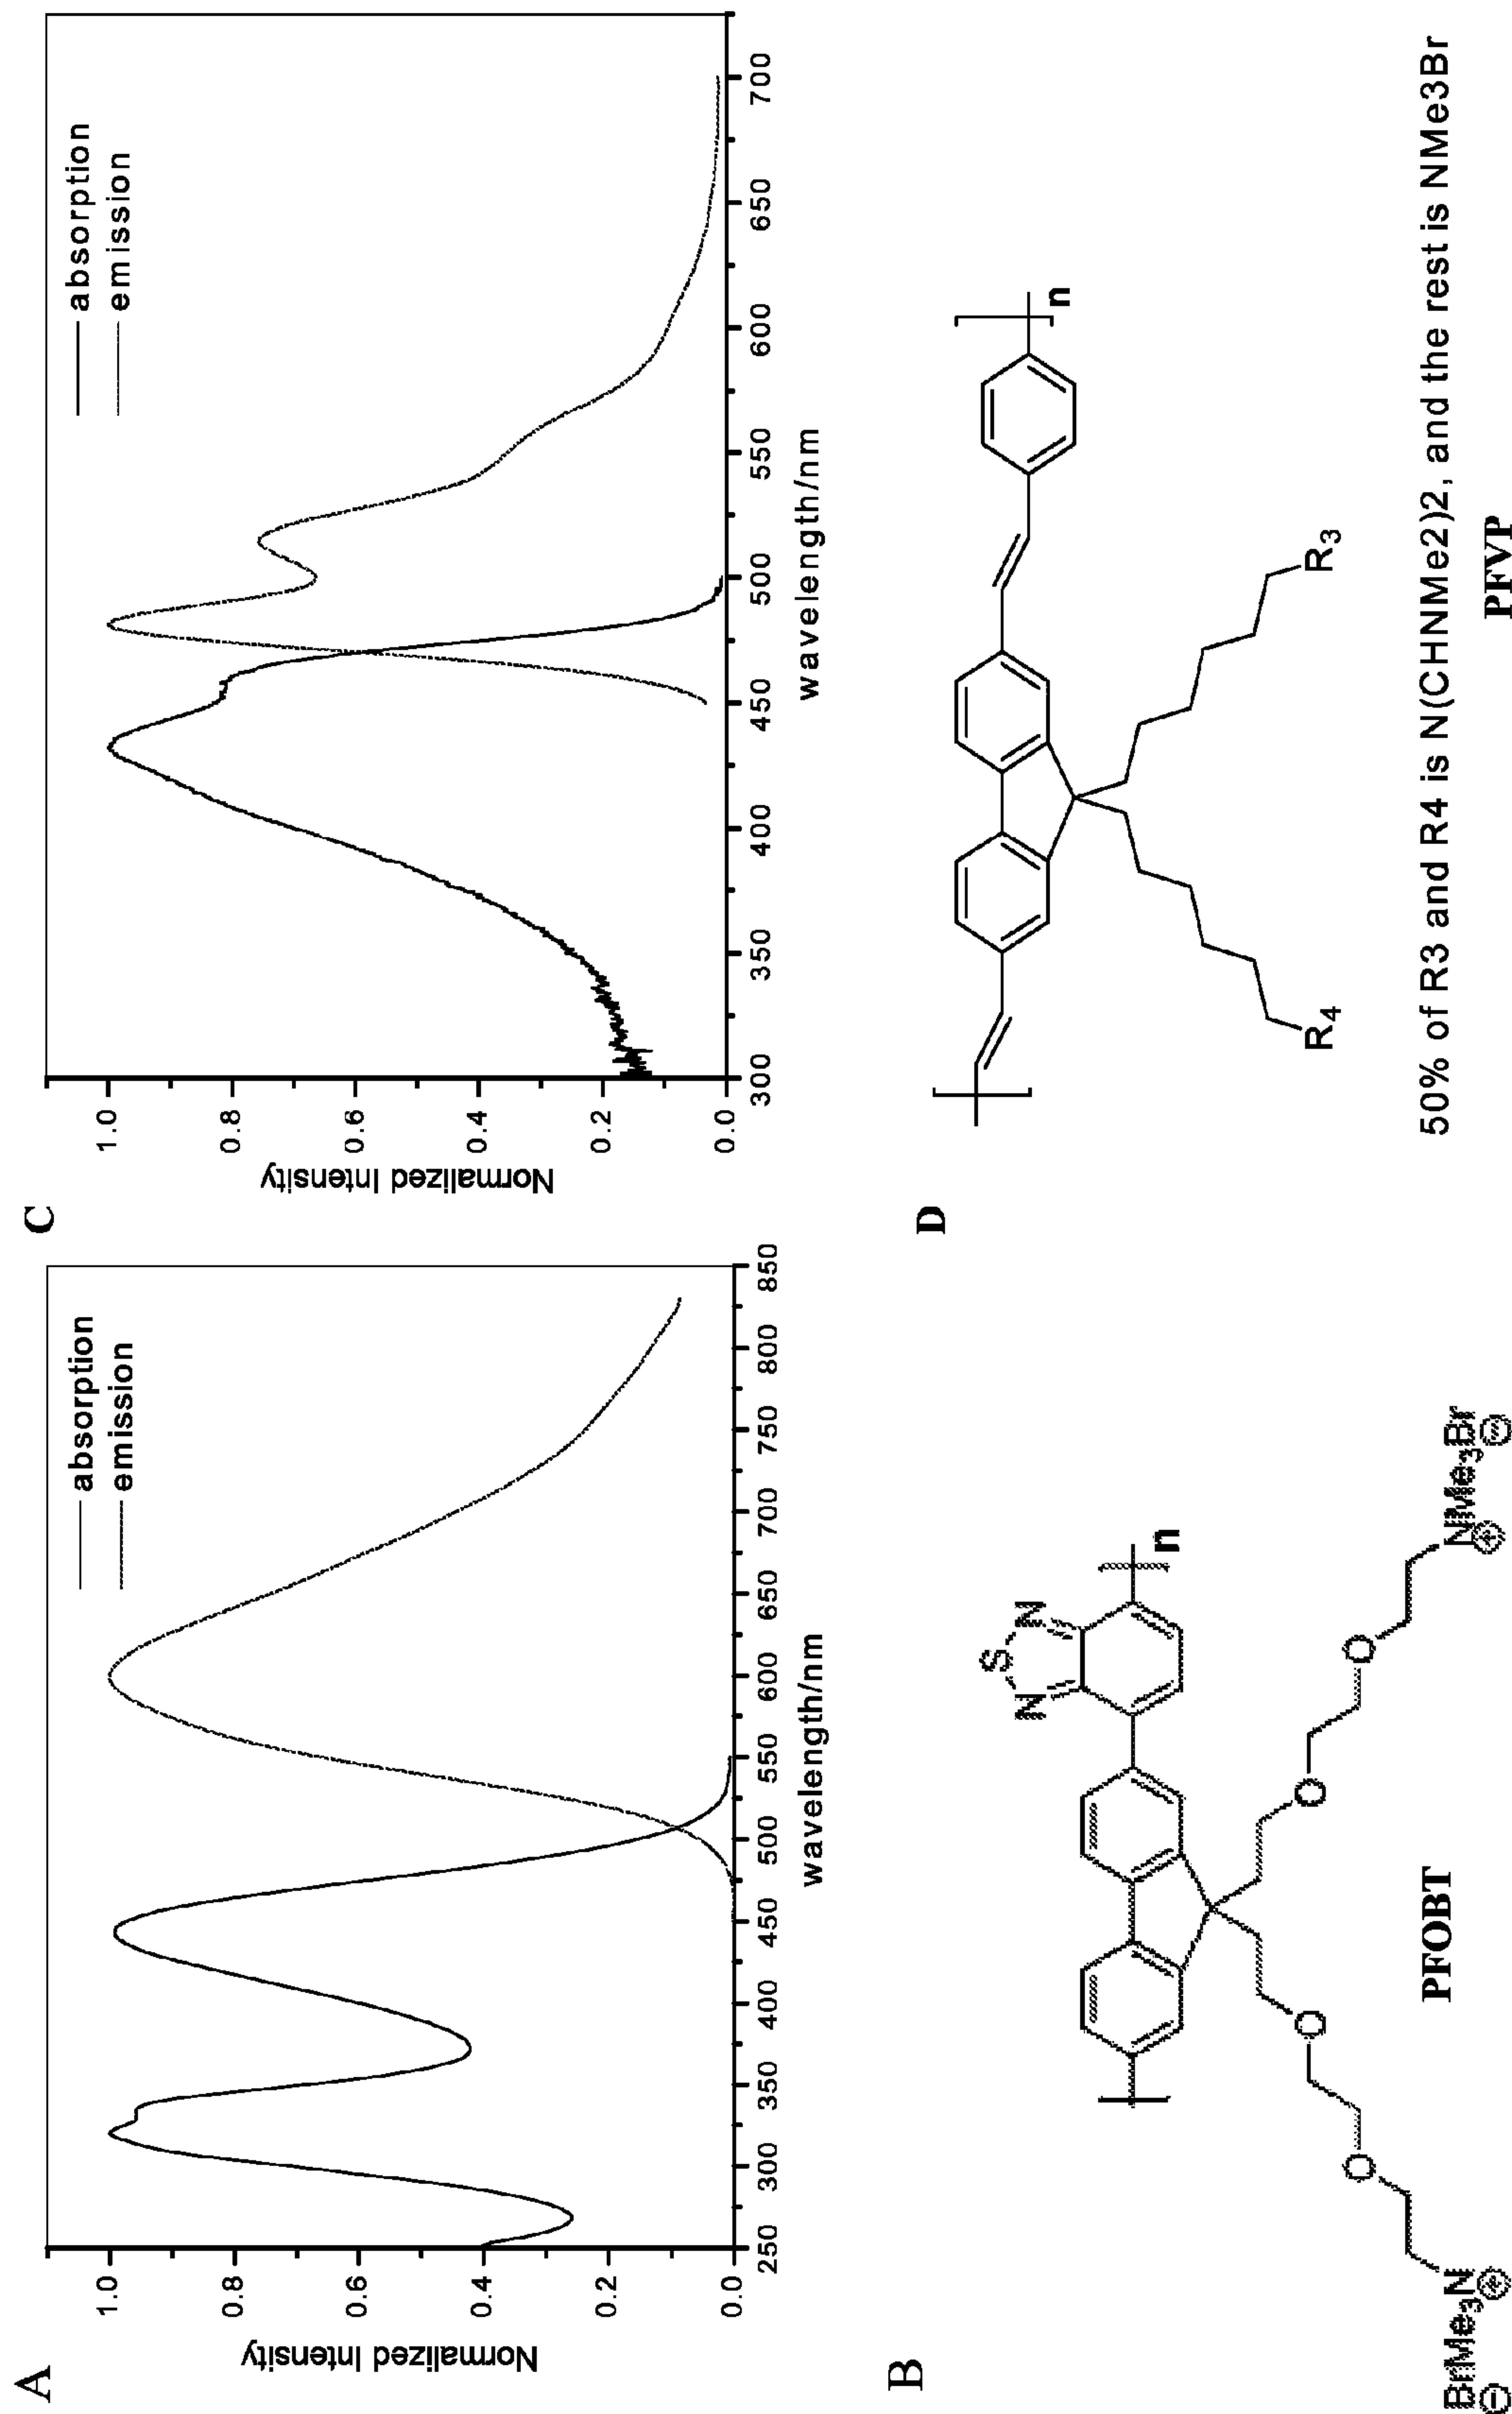 A
Normalized Intensity
1.0
0.8
0.6
0.4
0.2
0.0
250 300 350 400 450 500 550 600 650 700 750 800 850
wavelength/nm
absorption
emission
C
Normalized Intensity
1.0
0.8
0.6
0.4
0.2
0.0
300 350 400 450 500 550 600 650 700
wavelength/nm
absorption
emission
B
N S N
n
O O
O O
BrMe3N
NMe3Br
PFOBT
D
n
R4
R3
50% of R3 and R4 is N(CHNMe2)2, and the rest is NMe3Br
PFVP